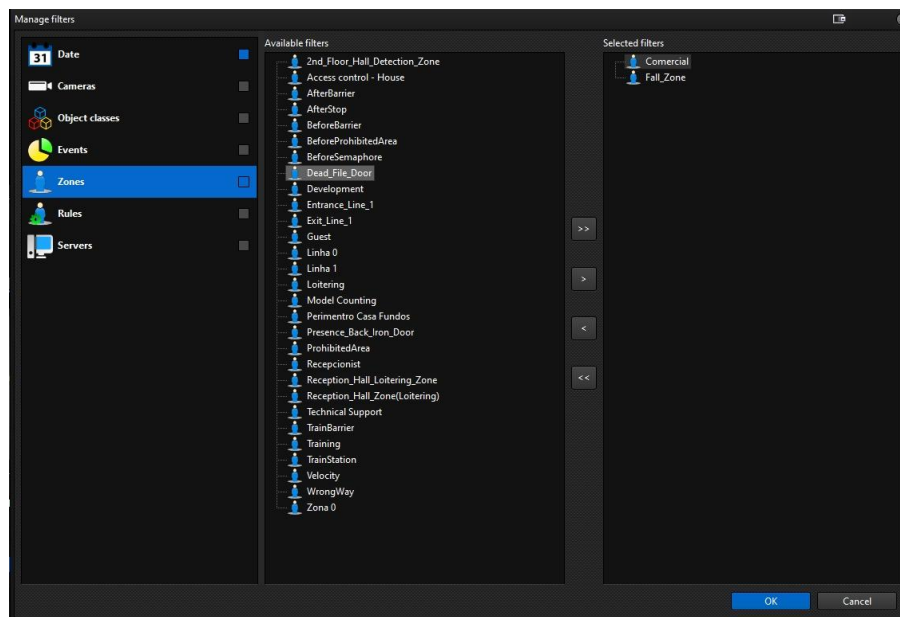 Manage filters
31
Date
Cameras
Object classes
Events
Zones
Rules
Servers
Available filters
2nd_Floor_Hall_Detection_Zone
Access control - House
AfterBarrier
AfterStop
BeforeBarrier
BeforeProhibitedArea
BeforeSemaphore
Dead_File_Door
Development
Entrance_Line_1
Exit_Line_1
Guest
Linha 0
Linha 1
Loitering
Model Counting
Perimentro Casa Fundos
Presence_Back_Iron_Door
ProhibitedArea
Recepcionist
Reception_Hall_Loitering_Zone
Reception_Hall_Zone(Loitering)
Technical Support
TrainBarrier
Training
TrainStation
Velocity
WrongWay
Zona 0
>>
>
<
<<
Selected filters
Comercial
Fall_Zone
OK
Cancel